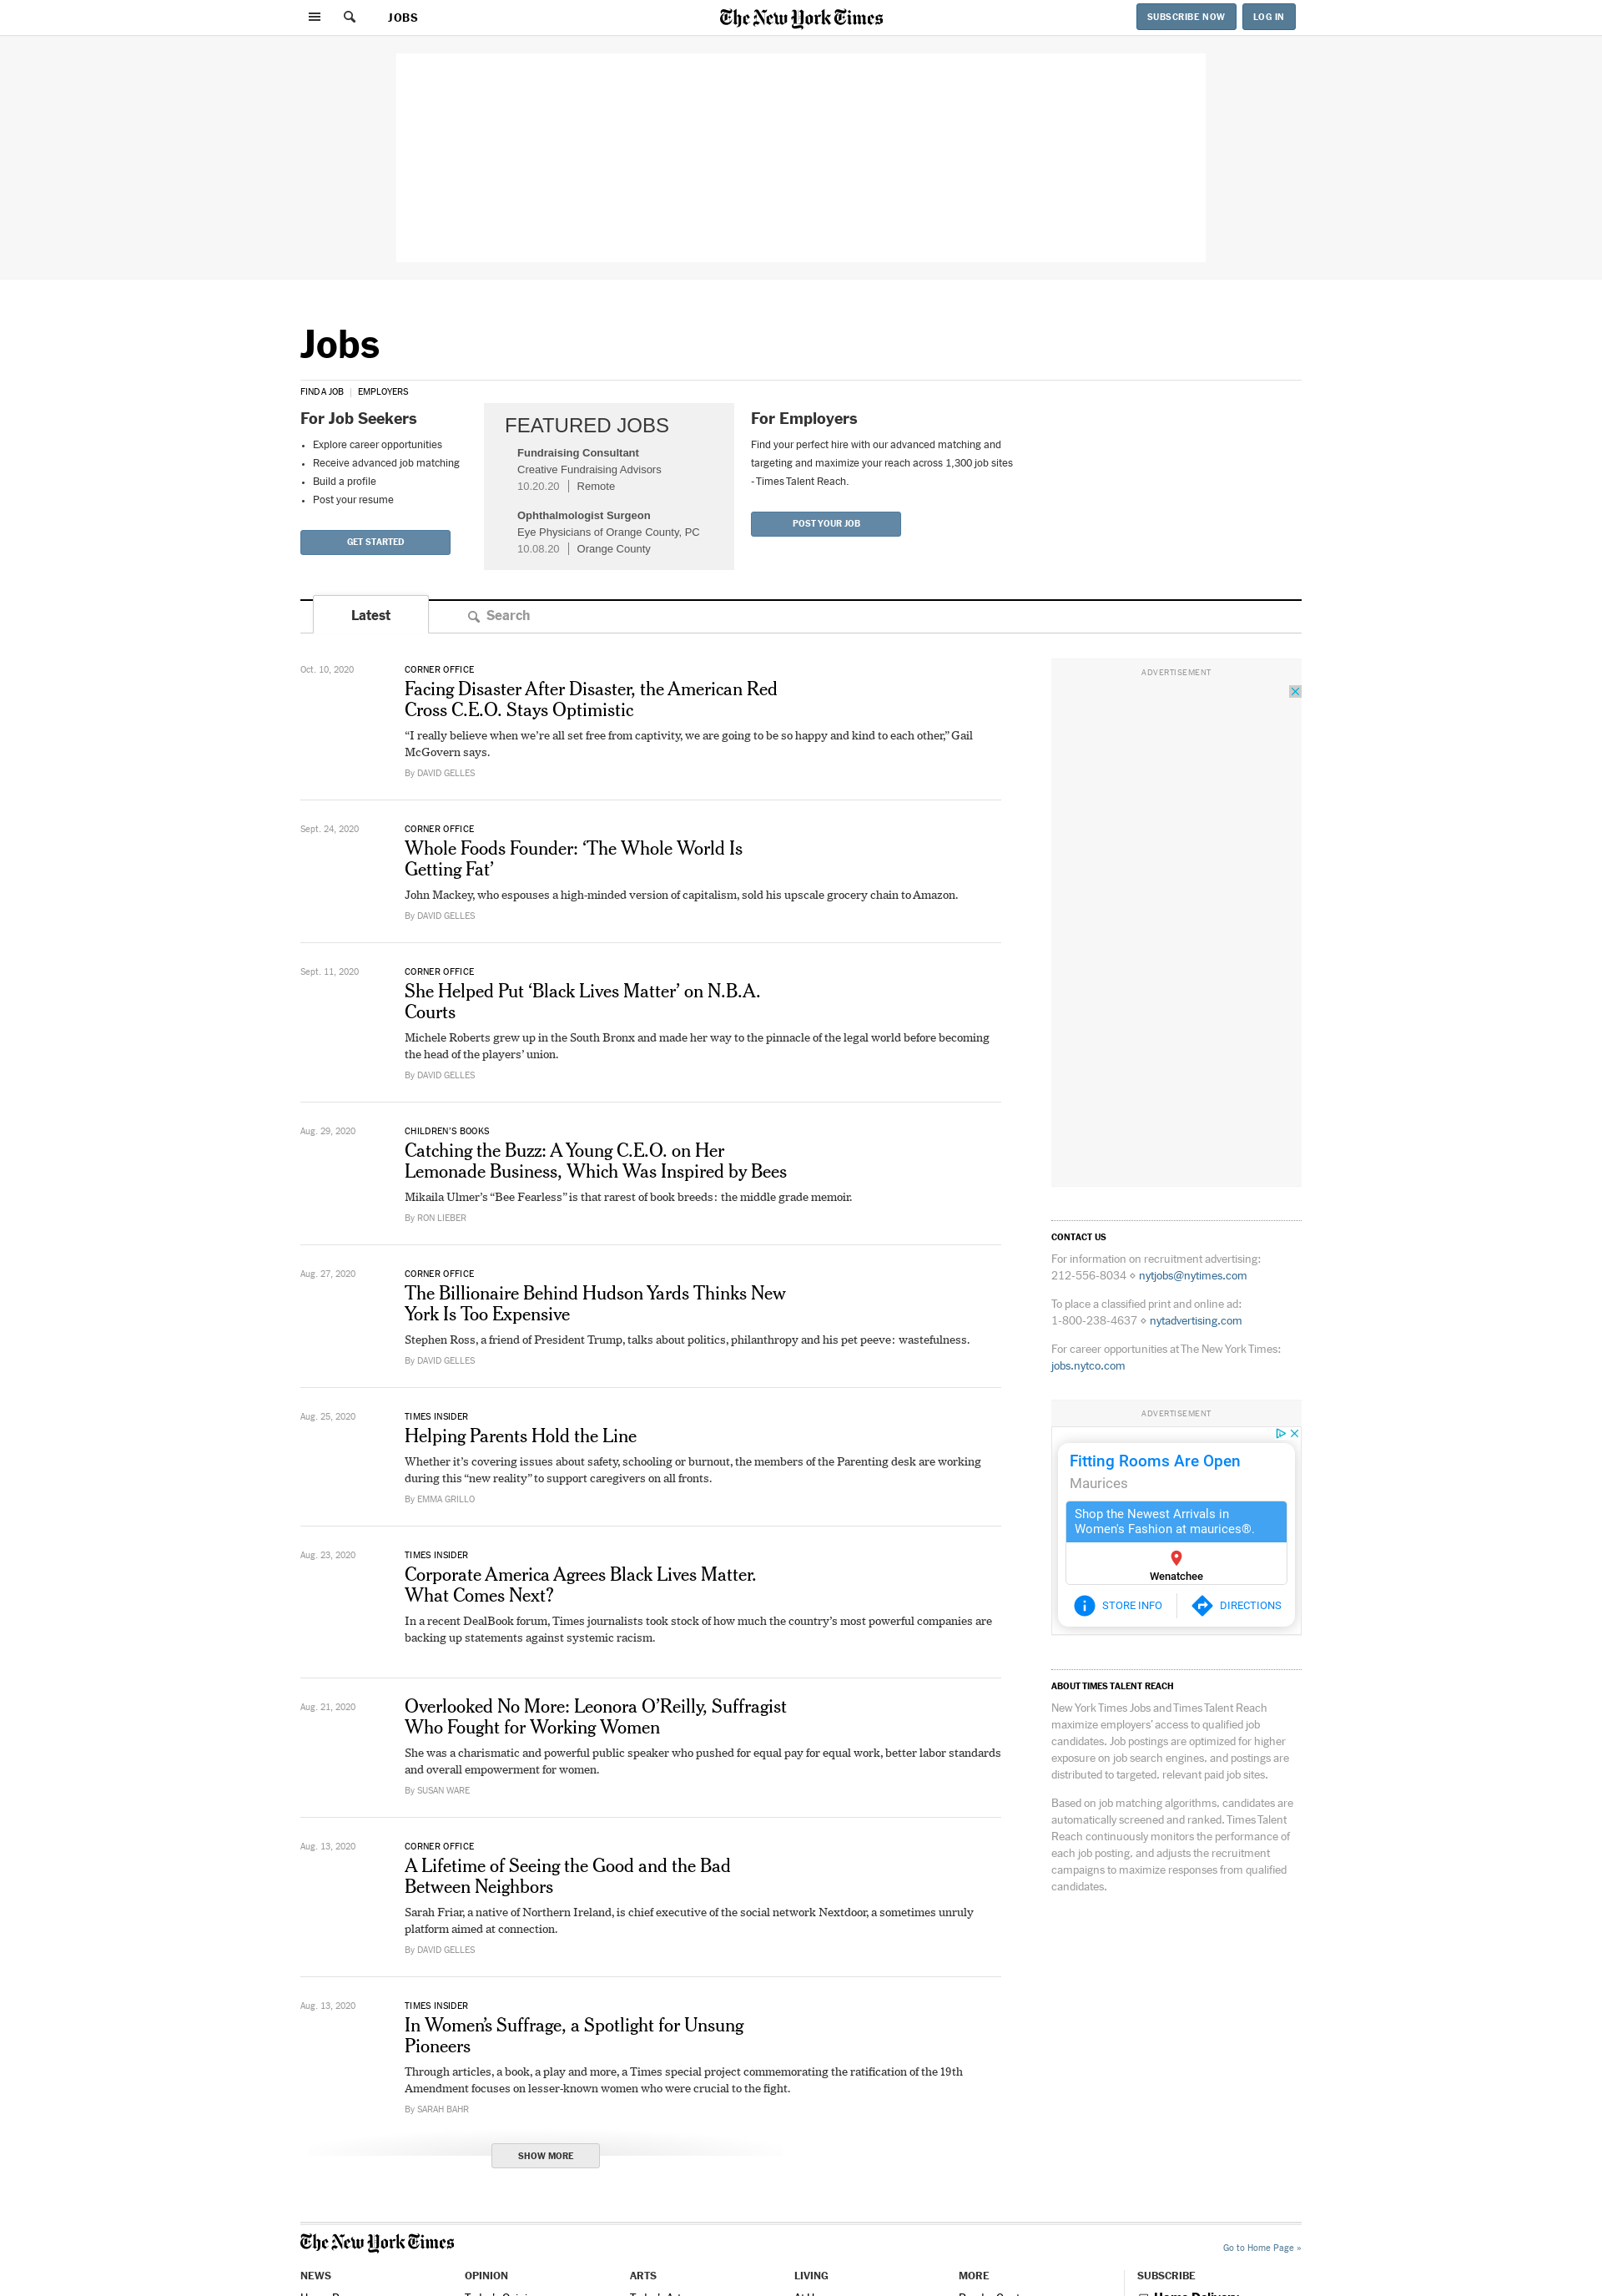 JOBS
The New York Times
SUBSCRIBE NOW
LOG IN
Jobs
FIND A JOB | EMPLOYERS
For Job Seekers
• Explore career opportunities
• Receive advanced job matching
• Build a profile
• Post your resume
GET STARTED
FEATURED JOBS
Fundraising Consultant
Creative Fundraising Advisors
10.20.20 | Remote
Ophthalmologist Surgeon
Eye Physicians of Orange County, PC
10.08.20 | Orange County
For Employers
Find your perfect hire with our advanced matching and
targeting and maximize your reach across 1,300 job sites
- Times Talent Reach.
POST YOUR JOB
Latest
Search
Oct. 10, 2020
CORNER OFFICE
Facing Disaster After Disaster, the American Red
Cross C.E.O. Stays Optimistic
“I really believe when we’re all set free from captivity, we are going to be so happy and kind to each other,” Gail
McGovern says.
By DAVID GELLES
Sept. 24, 2020
CORNER OFFICE
Whole Foods Founder: ‘The Whole World Is
Getting Fat’
John Mackey, who espouses a high-minded version of capitalism, sold his upscale grocery chain to Amazon.
By DAVID GELLES
Sept. 11, 2020
CORNER OFFICE
She Helped Put ‘Black Lives Matter’ on N.B.A.
Courts
Michele Roberts grew up in the South Bronx and made her way to the pinnacle of the legal world before becoming
the head of the players’ union.
By DAVID GELLES
Aug. 29, 2020
CHILDREN’S BOOKS
Catching the Buzz: A Young C.E.O. on Her
Lemonade Business, Which Was Inspired by Bees
Mikaila Ulmer’s “Bee Fearless” is that rarest of book breeds: the middle grade memoir.
By RON LIEBER
Aug. 27, 2020
CORNER OFFICE
The Billionaire Behind Hudson Yards Thinks New
York Is Too Expensive
Stephen Ross, a friend of President Trump, talks about politics, philanthropy and his pet peeve: wastefulness.
By DAVID GELLES
Aug. 25, 2020
TIMES INSIDER
Helping Parents Hold the Line
Whether it’s covering issues about safety, schooling or burnout, the members of the Parenting desk are working
during this “new reality” to support caregivers on all fronts.
By EMMA GRILLO
Aug. 23, 2020
TIMES INSIDER
Corporate America Agrees Black Lives Matter.
What Comes Next?
In a recent DealBook forum, Times journalists took stock of how much the country’s most powerful companies are
backing up statements against systemic racism.
Aug. 21, 2020
Overlooked No More: Leonora O’Reilly, Suffragist
Who Fought for Working Women
She was a charismatic and powerful public speaker who pushed for equal pay for equal work, better labor standards
and overall empowerment for women.
By SUSAN WARE
Aug. 13, 2020
CORNER OFFICE
A Lifetime of Seeing the Good and the Bad
Between Neighbors
Sarah Friar, a native of Northern Ireland, is chief executive of the social network Nextdoor, a sometimes unruly
platform aimed at connection.
By DAVID GELLES
Aug. 13, 2020
TIMES INSIDER
In Women’s Suffrage, a Spotlight for Unsung
Pioneers
Through articles, a book, a play and more, a Times special project commemorating the ratification of the 19th
Amendment focuses on lesser-known women who were crucial to the fight.
By SARAH BAHR
SHOW MORE
ADVERTISEMENT
CONTACT US
For information on recruitment advertising:
212-556-8034 ⋄ nytjobs@nytimes.com
To place a classified print and online ad:
1-800-238-4637 ⋄ nytadvertising.com
For career opportunities at The New York Times:
jobs.nytco.com
ADVERTISEMENT
Fitting Rooms Are Open
Maurices
Shop the Newest Arrivals in
Women's Fashion at maurices®.
Wenatchee
STORE INFO
DIRECTIONS
ABOUT TIMES TALENT REACH
New York Times Jobs and Times Talent Reach
maximize employers’ access to qualified job
candidates. Job postings are optimized for higher
exposure on job search engines, and postings are
distributed to targeted, relevant paid job sites.
Based on job matching algorithms, candidates are
automatically screened and ranked. Times Talent
Reach continuously monitors the performance of
each job posting, and adjusts the recruitment
campaigns to maximize responses from qualified
candidates.
The New York Times
Go to Home Page »
NEWS
OPINION
ARTS
LIVING
MORE
SUBSCRIBE